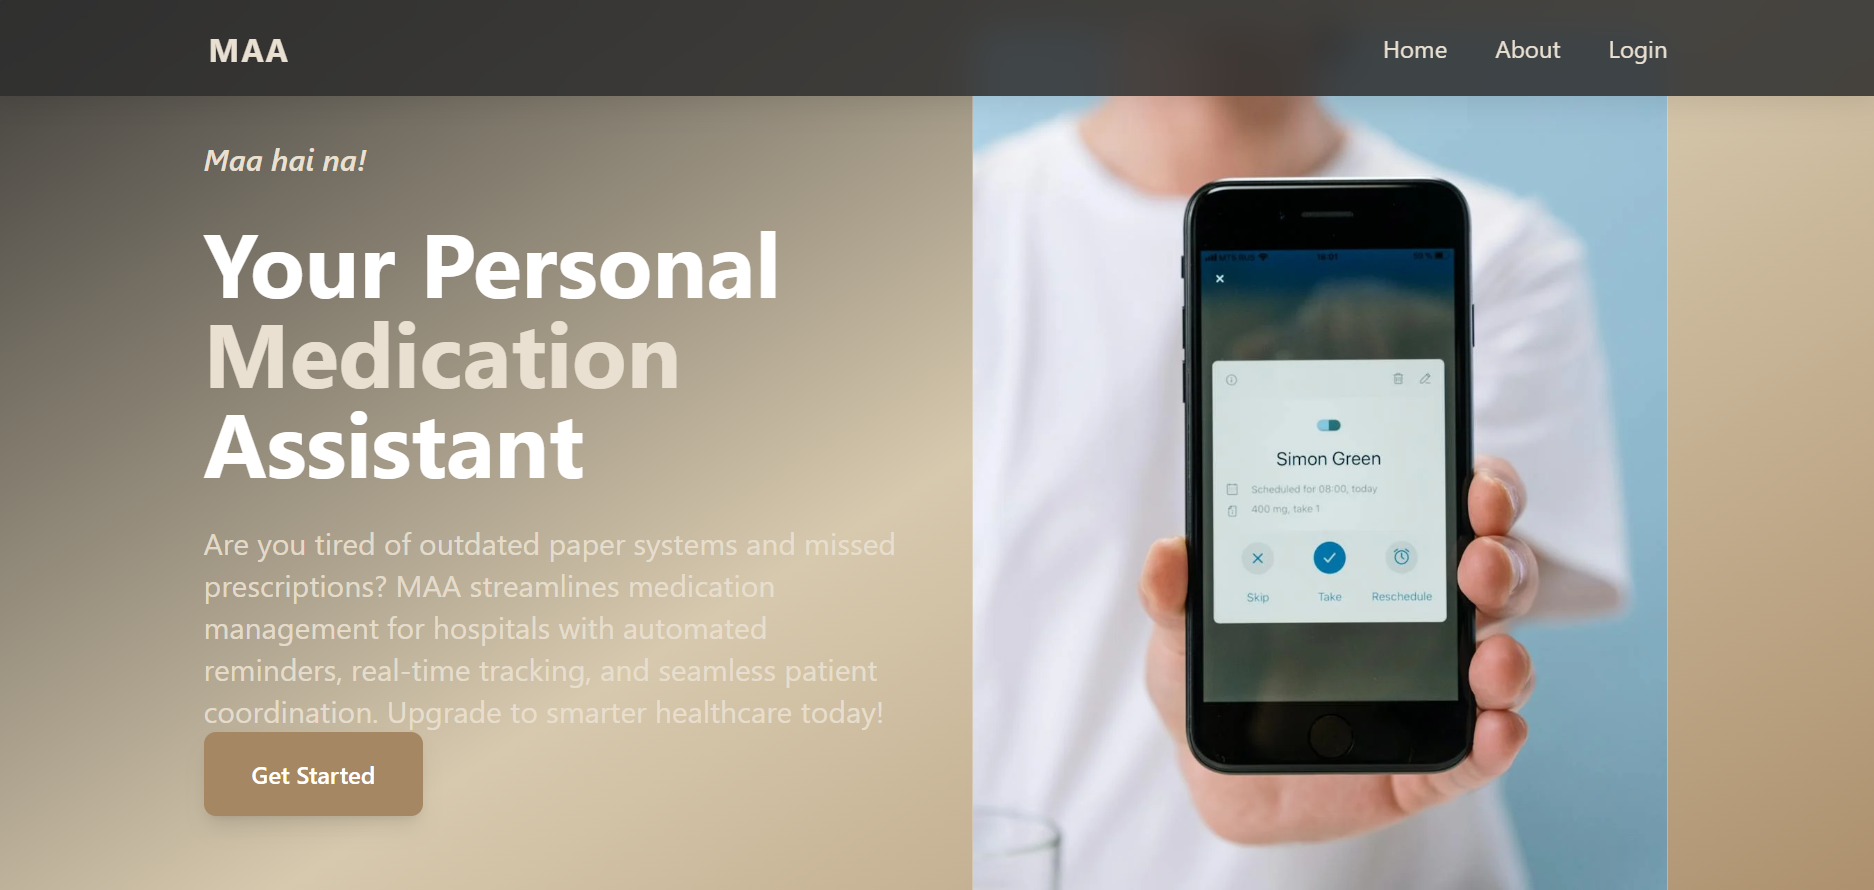 MAA
Home About Login
Maa hai na!
Your Personal
Medication
Assistant
Are you tired of outdated paper systems and missed
prescriptions? MAA streamlines medication
management for hospitals with automated
reminders, real-time tracking, and seamless patient
coordination. Upgrade to smarter healthcare today!
Get Started
16:01
Simon Green
Scheduled for 08:00, today
400 mg, take 1
Skip Take Reschedule